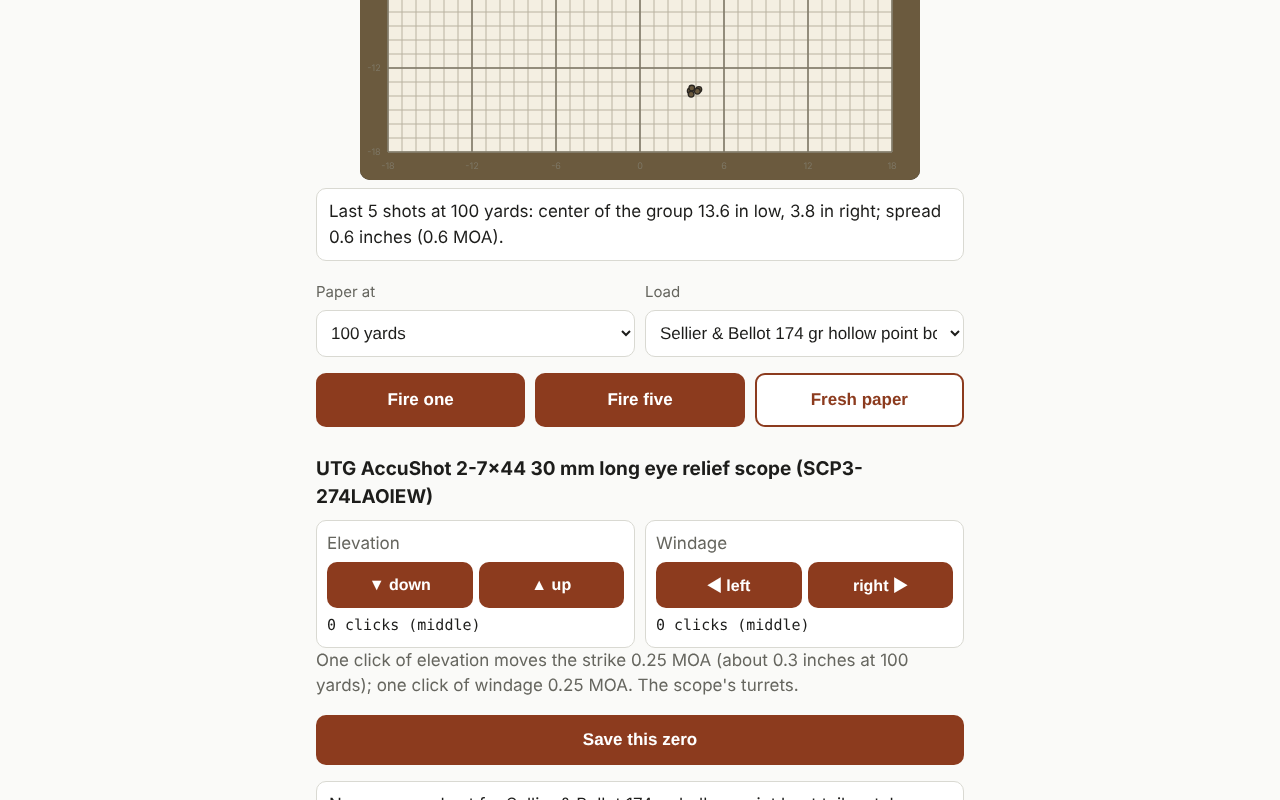 -12
-18
-18 -12 -6 0 6 12 18
Last 5 shots at 100 yards: center of the group 13.6 in low, 3.8 in right; spread
0.6 inches (0.6 MOA).
Paper at
Load
100 yards
Sellier & Bellot 174 gr hollow point bo
Fire one
Fire five
Fresh paper
UTG AccuShot 2-7×44 30 mm long eye relief scope (SCP3-
274LAOIEW)
Elevation
▼ down
▲ up
0 clicks (middle)
Windage
◀ left
right ▶
0 clicks (middle)
One click of elevation moves the strike 0.25 MOA (about 0.3 inches at 100
yards); one click of windage 0.25 MOA. The scope's turrets.
Save this zero